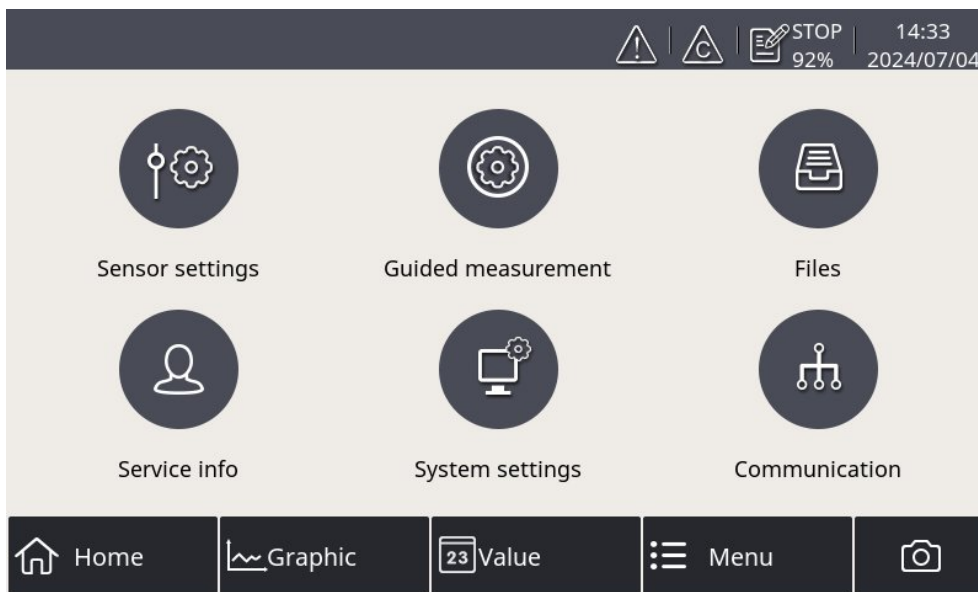 STOP 14:33
92% 2024/07/04
C
Sensor settings Guided measurement Files
Service info System settings Communication
Home Graphic 23 Value Menu